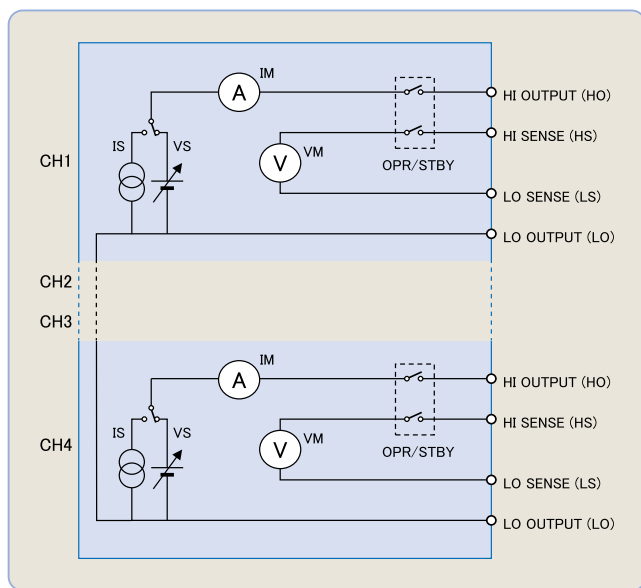 IM
A
HI OUTPUT (HO)
HI SENSE (HS)
IS
VS
V
VM
OPR/STBY
CH1
LO SENSE (LS)
LO OUTPUT (LO)
CH2
CH3
IM
A
HI OUTPUT (HO)
HI SENSE (HS)
IS
VS
V
VM
OPR/STBY
CH4
LO SENSE (LS)
LO OUTPUT (LO)